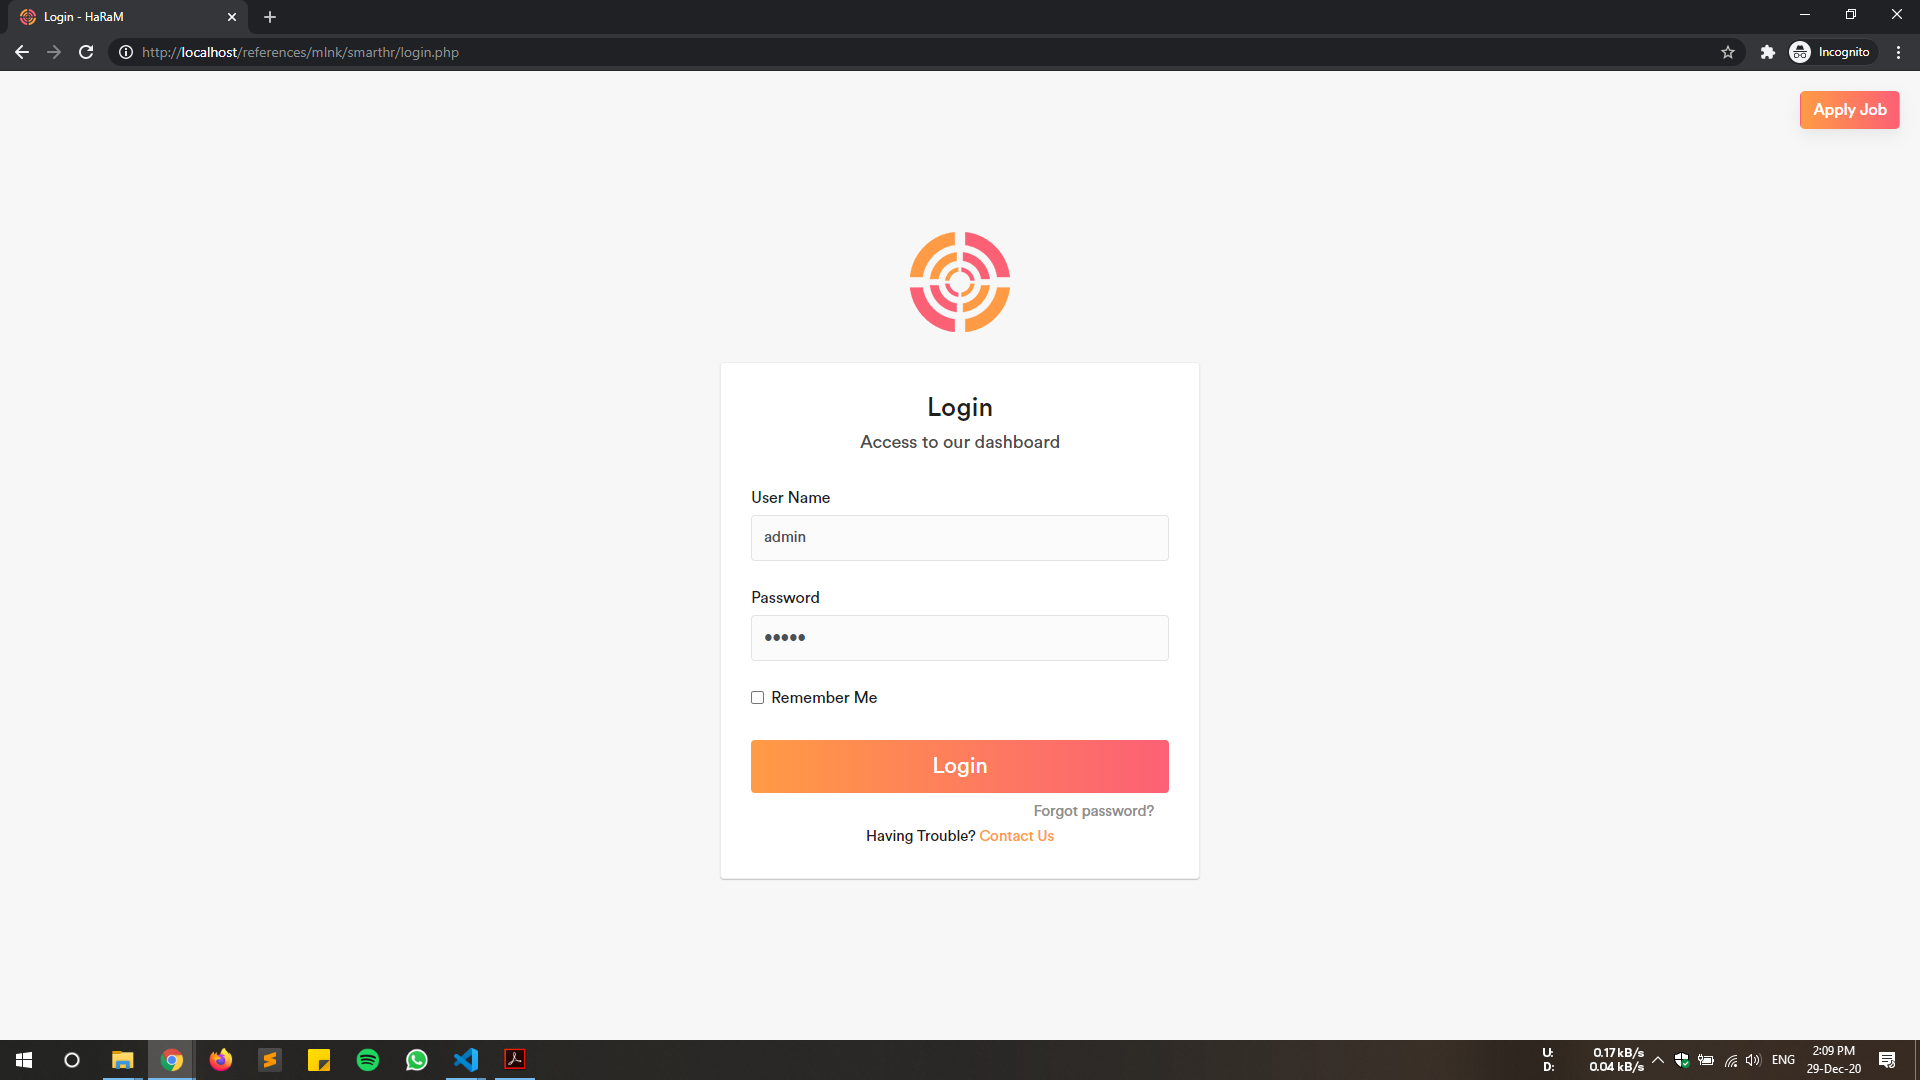 Login - HaRaM
http://localhost/references/mlnk/smarthr/login.php
Incognito
Apply Job
Login
Access to our dashboard
User Name
admin
Password
•••••
Remember Me
Login
Forgot password?
Having Trouble? Contact Us
U: 0.17 kB/s
D: 0.04 kB/s
ENG
2:09 PM
29-Dec-20